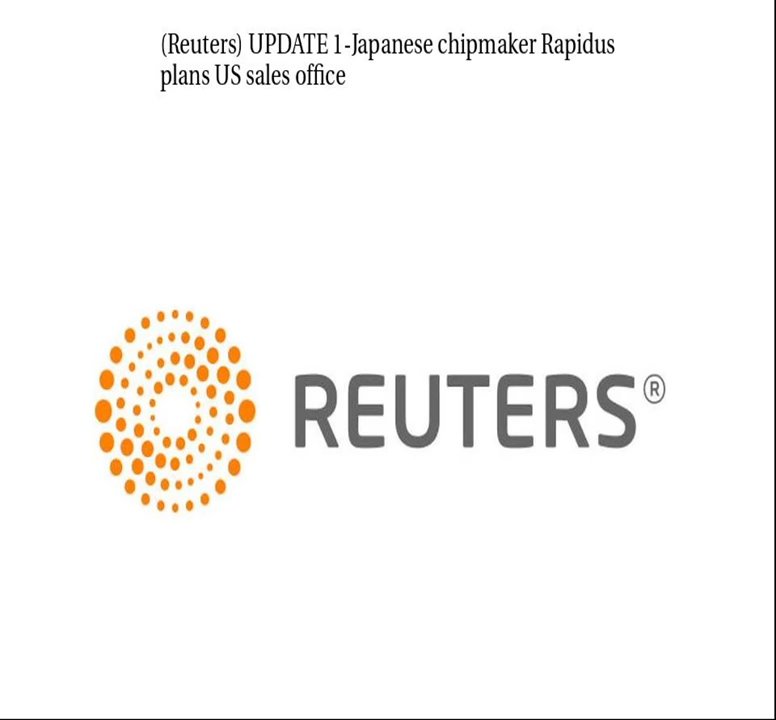 (Reuters) UPDATE 1-Japanese chipmaker Rapidus
plans US sales office
REUTERS®